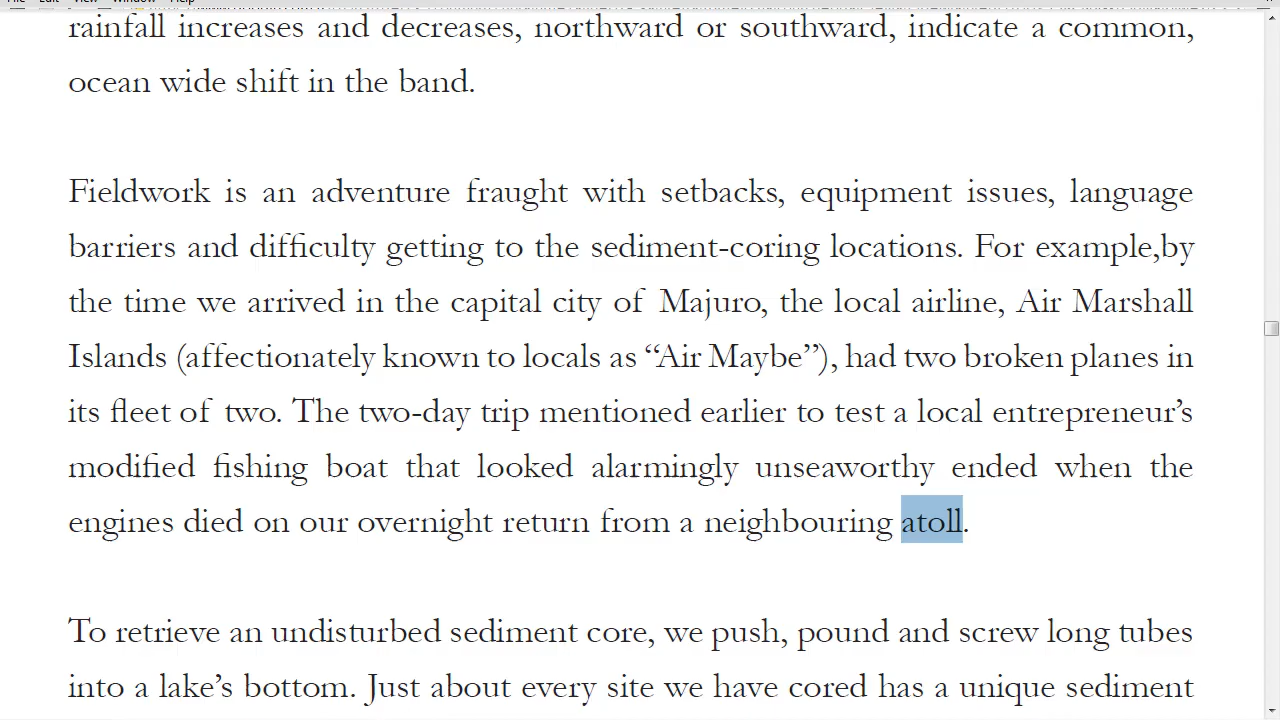 File Edit View Window Help
rainfall increases and decreases, northward or southward, indicate a common,
ocean wide shift in the band.
Fieldwork is an adventure fraught with setbacks, equipment issues, language
barriers and difficulty getting to the sediment-coring locations. For example,by
the time we arrived in the capital city of Majuro, the local airline, Air Marshall
Islands (affectionately known to locals as “Air Maybe”), had two broken planes in
its fleet of two. The two-day trip mentioned earlier to test a local entrepreneur’s
modified fishing boat that looked alarmingly unseaworthy ended when the
engines died on our overnight return from a neighbouring atoll.
To retrieve an undisturbed sediment core, we push, pound and screw long tubes
into a lake’s bottom. Just about every site we have cored has a unique sediment